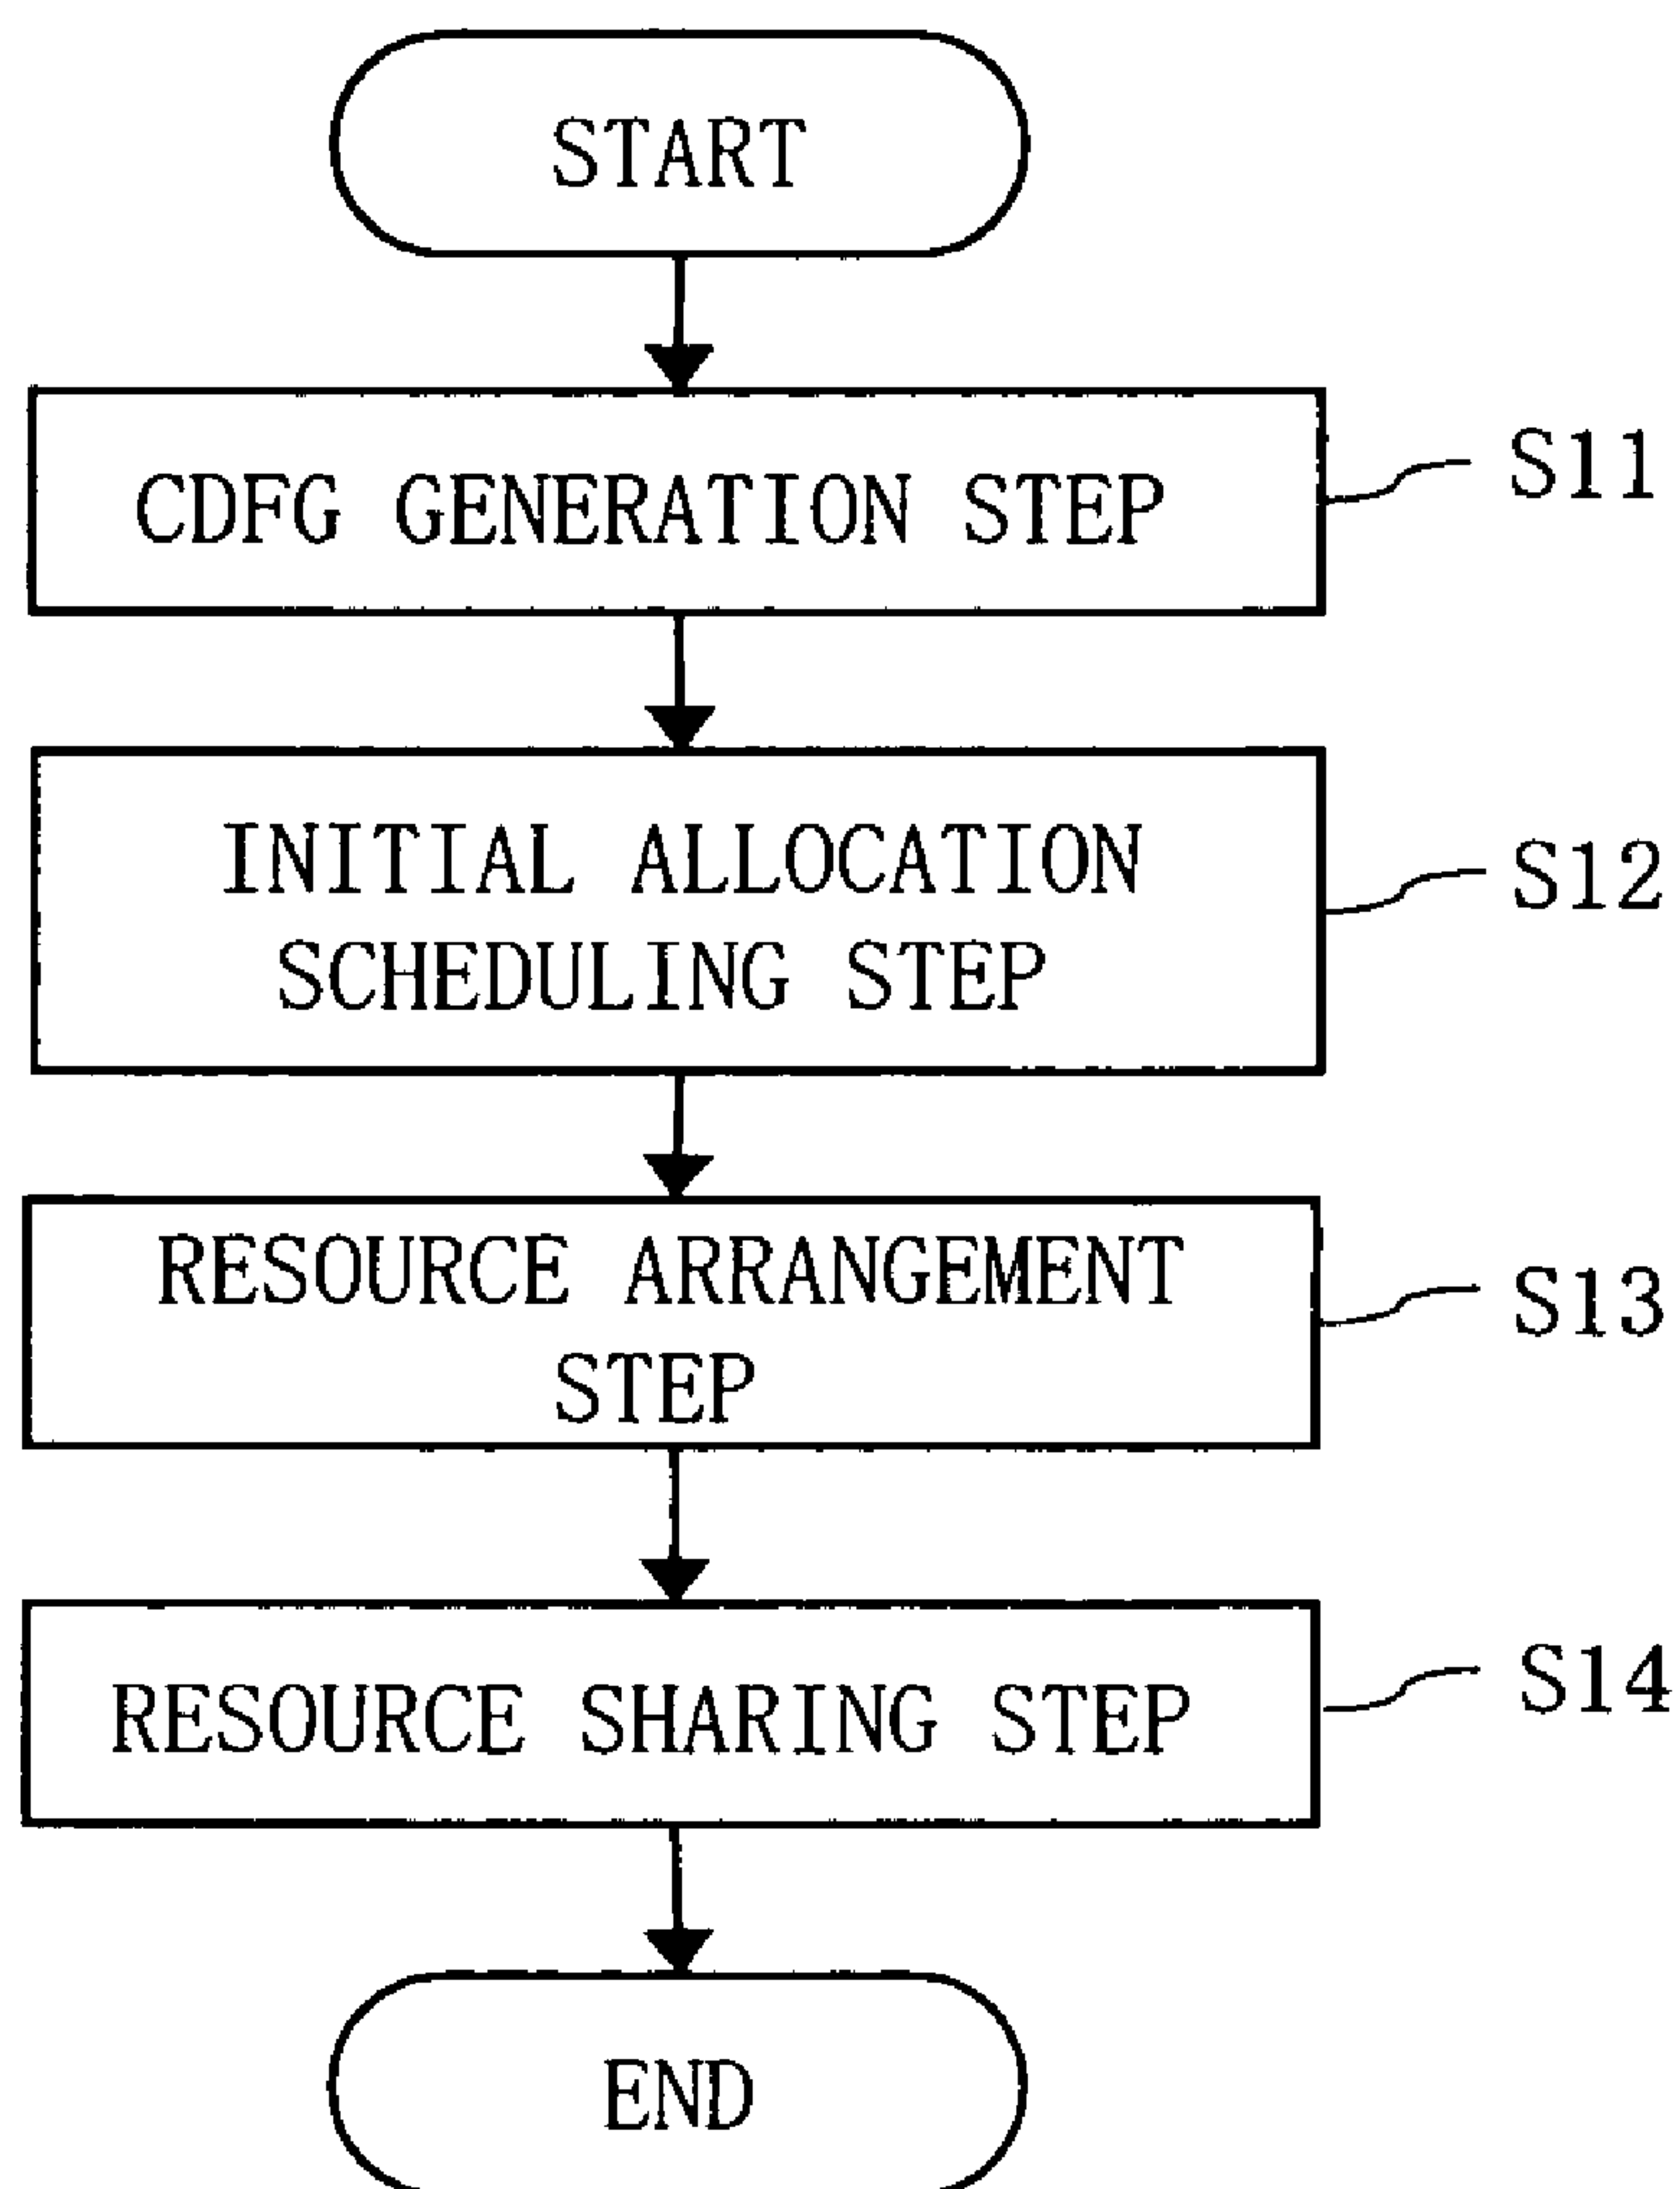 START
CDFG GENERATION STEP
S11
INITIAL ALLOCATION
SCHEDULING STEP
S12
RESOURCE ARRANGEMENT
STEP
S13
RESOURCE SHARING STEP
S14
END